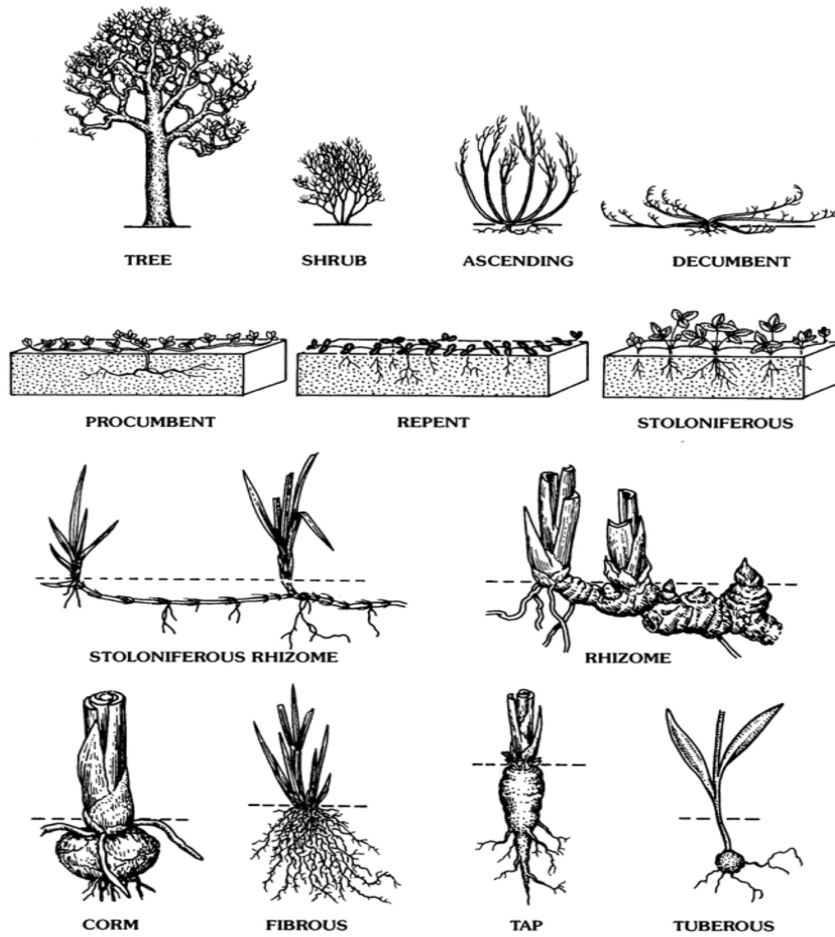 TREE
SHRUB
ASCENDING
DECUMBENT
PROCUMBENT
REPENT
STOLONIFEROUS
STOLONIFEROUS RHIZOME
RHIZOME
CORM
FIBROUS
TAP
TUBEROUS